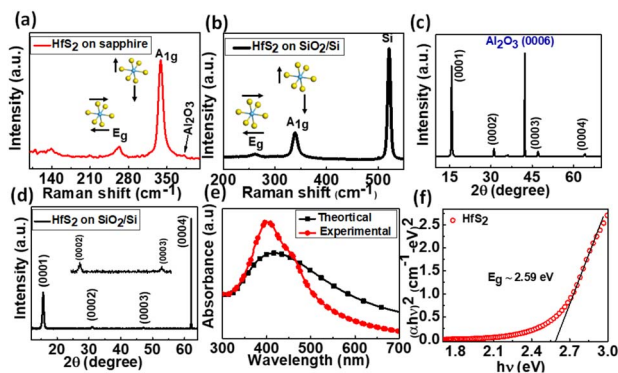 (a)
HfS2 on sapphire
A1g
Eg
Al2O3
Intensity (a.u.)
140 210 280 350
Raman shift (cm-1)
(b)
HfS2 on SiO2/Si
Si
A1g
Eg
Intensity (a.u.)
200 300 400 500
Raman shift (cm-1)
(c)
Al2O3 (0006)
(0001)
(0002)
(0003)
(0004)
Intensity (a.u.)
15 30 45 60
2θ (degree)
(d)
HfS2 on SiO2/Si
(0004)
(0002)
(0003)
(0001)
(0002)
(0003)
Intensity (a.u.)
20 30 40 50 60
2θ (degree)
(e)
Theortical
Experimental
Absorbance (a.u)
300 400 500 600 700
Wavelength (nm)
(f)
HfS2
Eg ~ 2.59 eV
(αhν)2 (cm-1-eV)2
2.5
2.0
1.5
1.0
0.5
0.0
1.8 2.1 2.4 2.7 3.0
hν (eV)